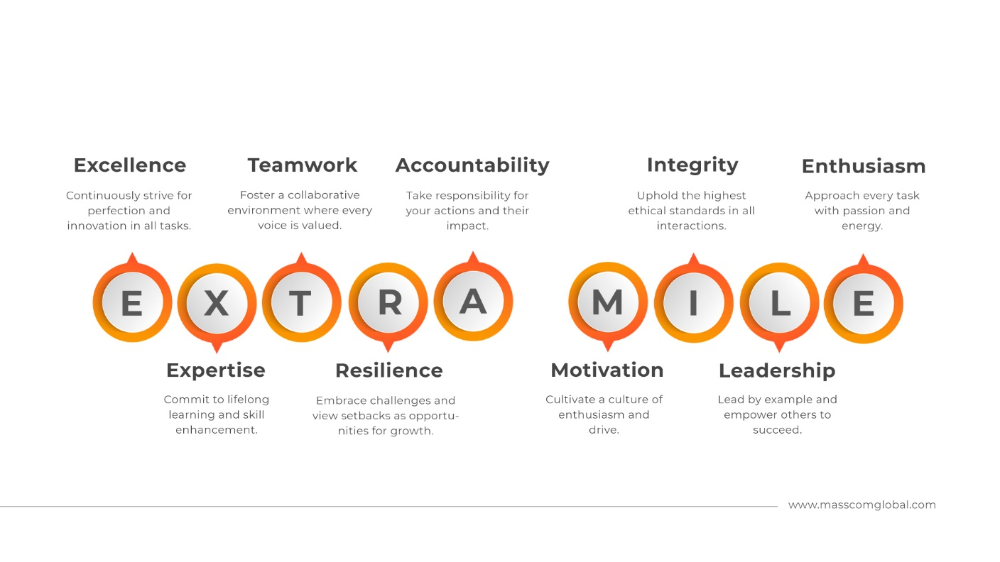 Excellence
Continuously strive for
perfection and
innovation in all tasks.
Teamwork
Foster a collaborative
environment where every
voice is valued.
Accountability
Take responsibility for
your actions and their
impact.
Integrity
Uphold the highest
ethical standards in all
interactions.
Enthusiasm
Approach every task
with passion and
energy.
E X T R A M I L E
Expertise
Commit to lifelong
learning and skill
enhancement.
Resilience
Embrace challenges and
view setbacks as opportu-
nities for growth.
Motivation
Cultivate a culture of
enthusiasm and
drive.
Leadership
Lead by example and
empower others to
succeed.
www.masscomglobal.com